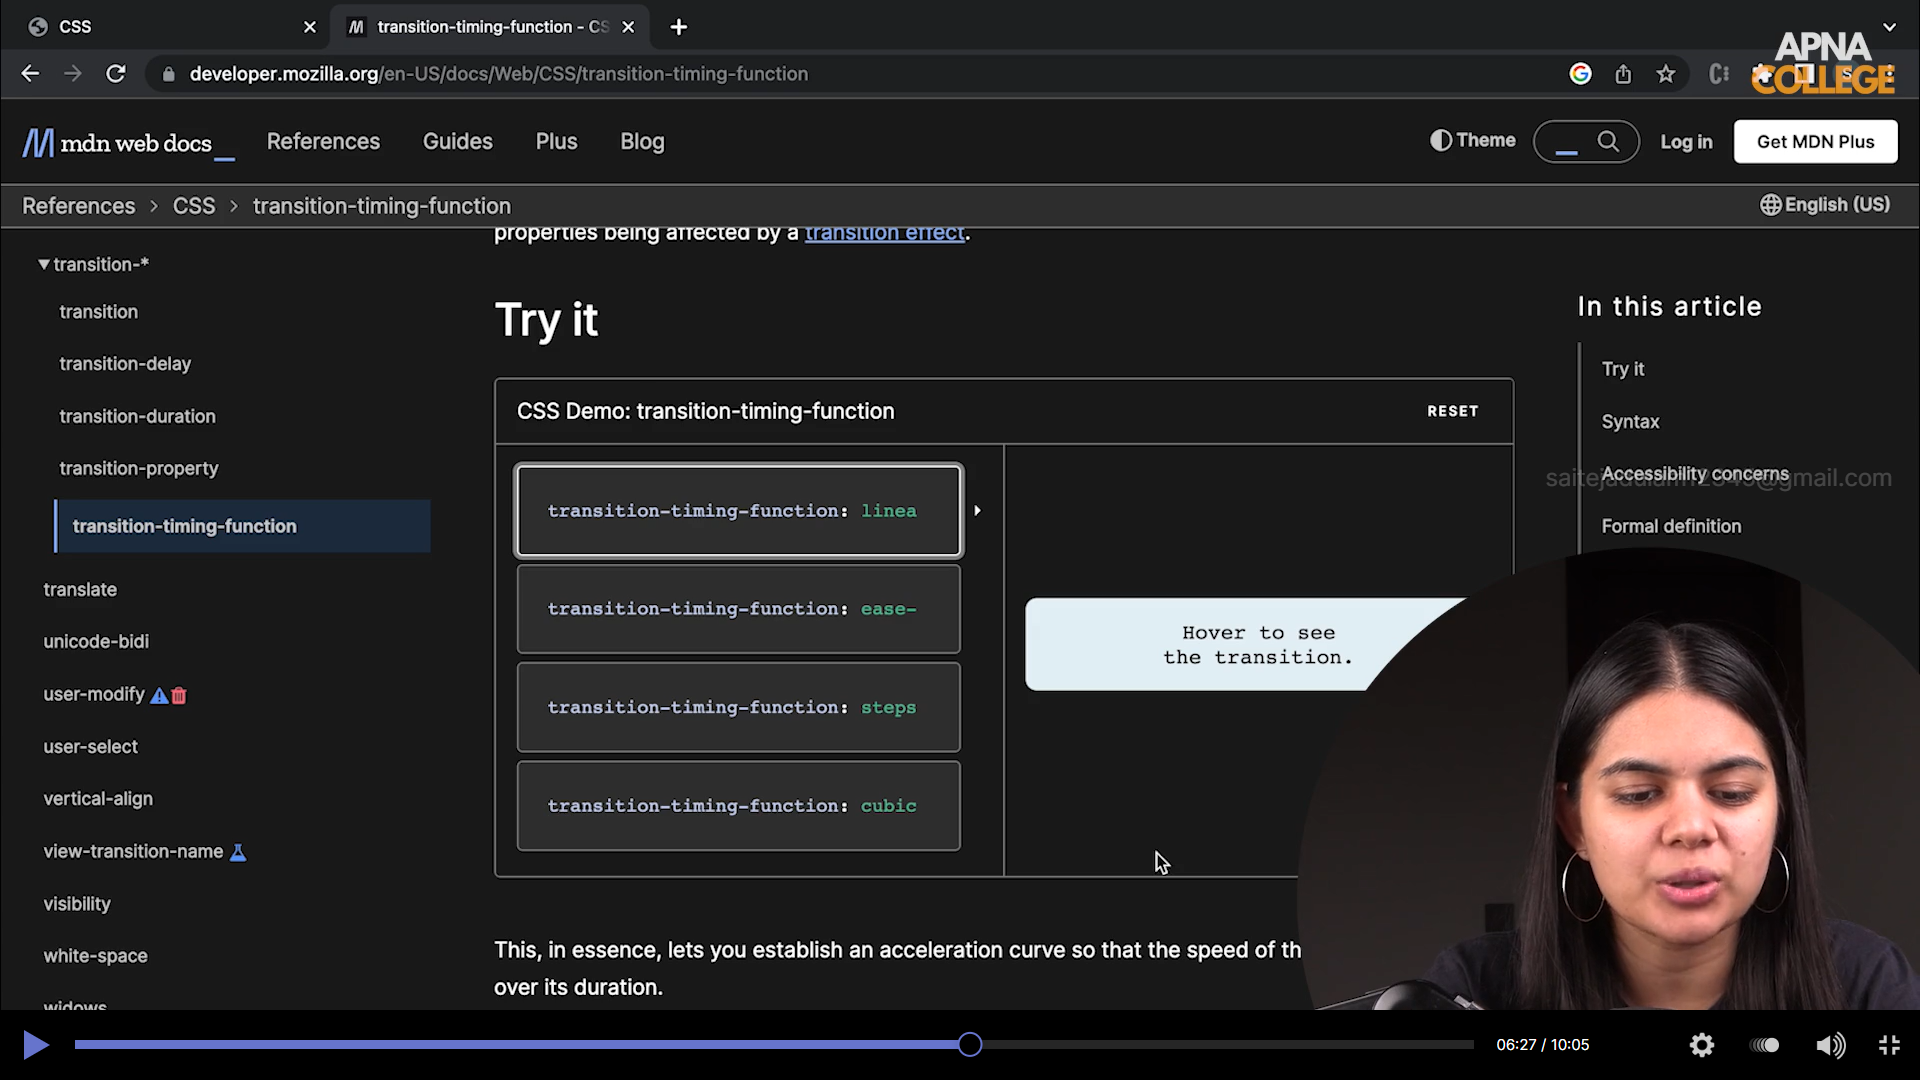 CSS
transition-timing-function - CS
APNA
COLLEGE
developer.mozilla.org/en-US/docs/Web/CSS/transition-timing-function
mdn web docs_
References
Guides
Plus
Blog
Theme
Log in
Get MDN Plus
References > CSS > transition-timing-function
English (US)
transition-*
transition
transition-delay
transition-duration
transition-property
transition-timing-function
translate
unicode-bidi
user-modify
user-select
vertical-align
view-transition-name
visibility
white-space
widows
properties being affected by a transition effect.
Try it
CSS Demo: transition-timing-function
RESET
transition-timing-function: linea
transition-timing-function: ease-
transition-timing-function: steps
transition-timing-function: cubic
Hover to see
the transition.
This, in essence, lets you establish an acceleration curve so that the speed of th
over its duration.
In this article
Try it
Syntax
Accessibility concerns
Formal definition
06:27 / 10:05